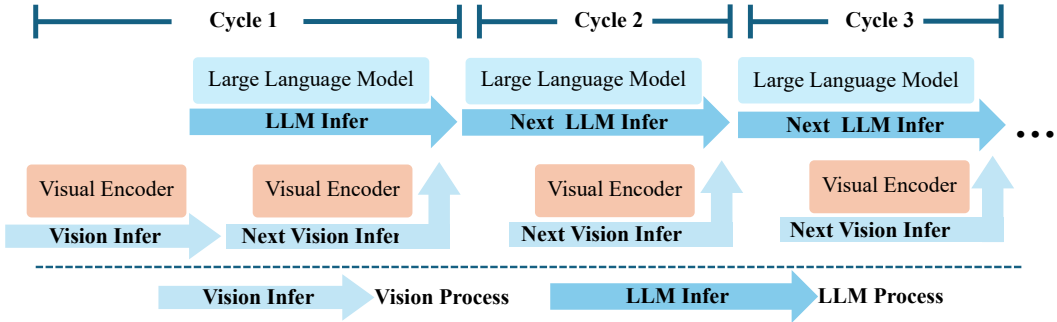 Cycle 1 Cycle 2 Cycle 3
Large Language Model Large Language Model Large Language Model
LLM Infer Next LLM Infer Next LLM Infer
...
Visual Encoder Visual Encoder Visual Encoder Visual Encoder
Vision Infer Next Vision Infer Next Vision Infer Next Vision Infer
Vision Infer Vision Process LLM Infer LLM Process